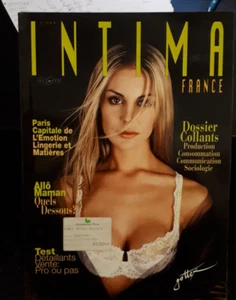 INTIMA
FRANCE
Paris
Capitale de
L'Emotion
Lingerie et
Matières
Dossier
Collants
Production
Consommation
Communication
Sociologie
Allô
Maman
Quels
Dessous?
Test
Détaillants
Vente:
Pro ou pas